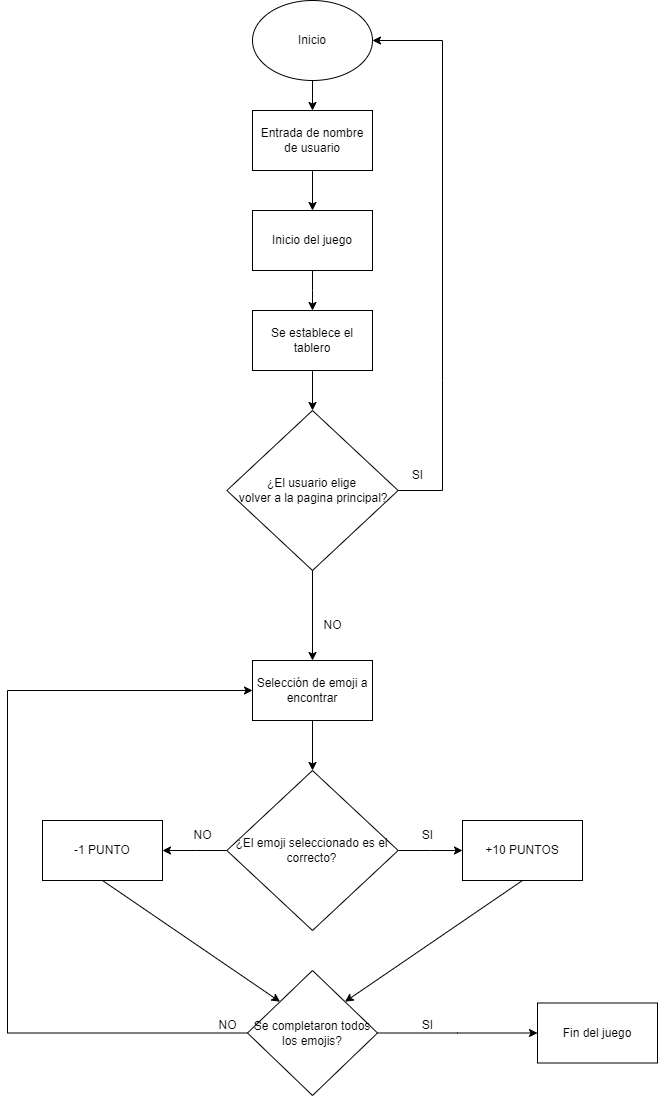 Inicio
Entrada de nombre
de usuario
Inicio del juego
Se establece el
tablero
¿El usuario elige
volver a la pagina principal?
SI
NO
Selección de emoji a
encontrar
¿El emoji seleccionado es el
correcto?
NO
SI
-1 PUNTO
+10 PUNTOS
Se completaron todos
los emojis?
NO
SI
Fin del juego